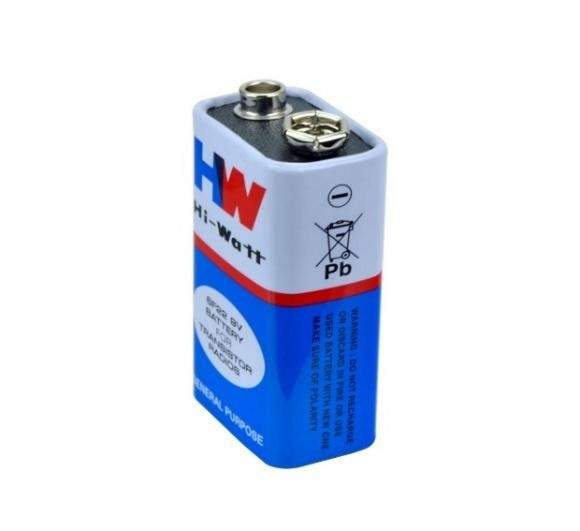 HW
Hi-Watt
6F22 9V
BATTERY
FOR
TRANSISTOR
RADIOS
GENERAL PURPOSE
Pb
WARNING : DO NOT RECHARGE
OR DISCARD IN FIRE OR USE
USED BATTERY WITH NEW ONE
MAKE SURE OF POLARITY